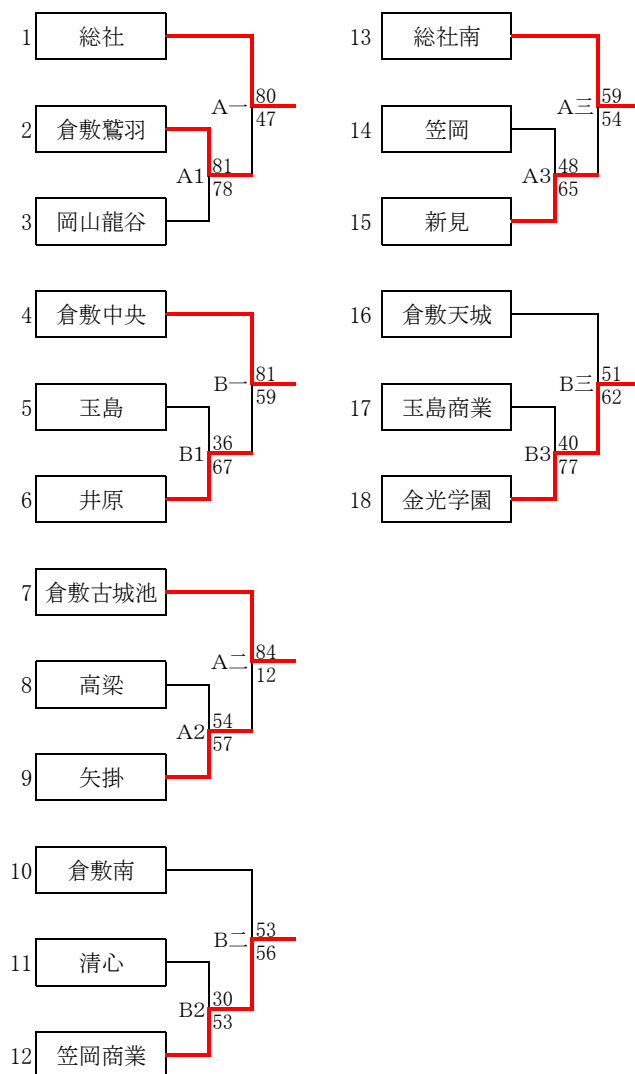 1 総社
A一 80
47
2 倉敷鷲羽
A1 81
78
3 岡山龍谷
4 倉敷中央
B一 81
59
5 玉島
B1 36
67
6 井原
7 倉敷古城池
A二 84
12
8 高梁
A2 54
57
9 矢掛
10 倉敷南
B二 53
56
11 清心
B2 30
53
12 笠岡商業
13 総社南
A三 59
54
14 笠岡
A3 48
65
15 新見
16 倉敷天城
B三 51
62
17 玉島商業
B3 40
77
18 金光学園